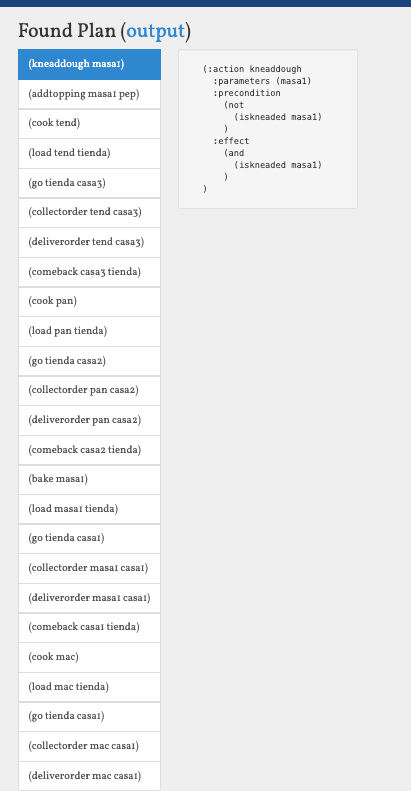 Found Plan (output)
(kneaddough masa1)
(addtopping masa1 pep)
(cook tend)
(load tend tienda)
(go tienda casa3)
(collectorder tend casa3)
(deliverorder tend casa3)
(comeback casa3 tienda)
(cook pan)
(load pan tienda)
(go tienda casa2)
(collectorder pan casa2)
(deliverorder pan casa2)
(comeback casa2 tienda)
(bake masa1)
(load masa1 tienda)
(go tienda casa1)
(collectorder masa1 casa1)
(deliverorder masa1 casa1)
(comeback casa1 tienda)
(cook mac)
(load mac tienda)
(go tienda casa1)
(collectorder mac casa1)
(deliverorder mac casa1)
(:action kneaddough
:parameters (masa1)
:precondition
(not
(iskneaded masa1)
)
:effect
(and
(iskneaded masa1)
)
)